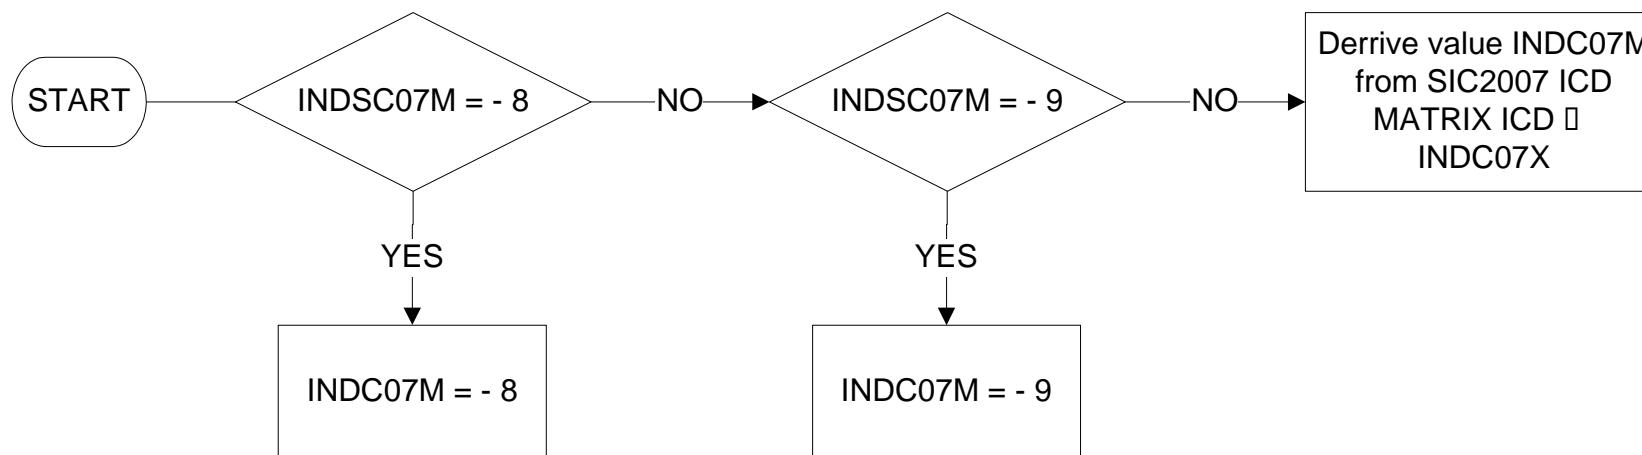 START
INDSC07M = - 8
NO
INDSC07M = - 9
NO
Derrive value INDC07M
from SIC2007 ICD
MATRIX ICD 
INDC07X
YES
YES
INDC07M = - 8
INDC07M = - 9